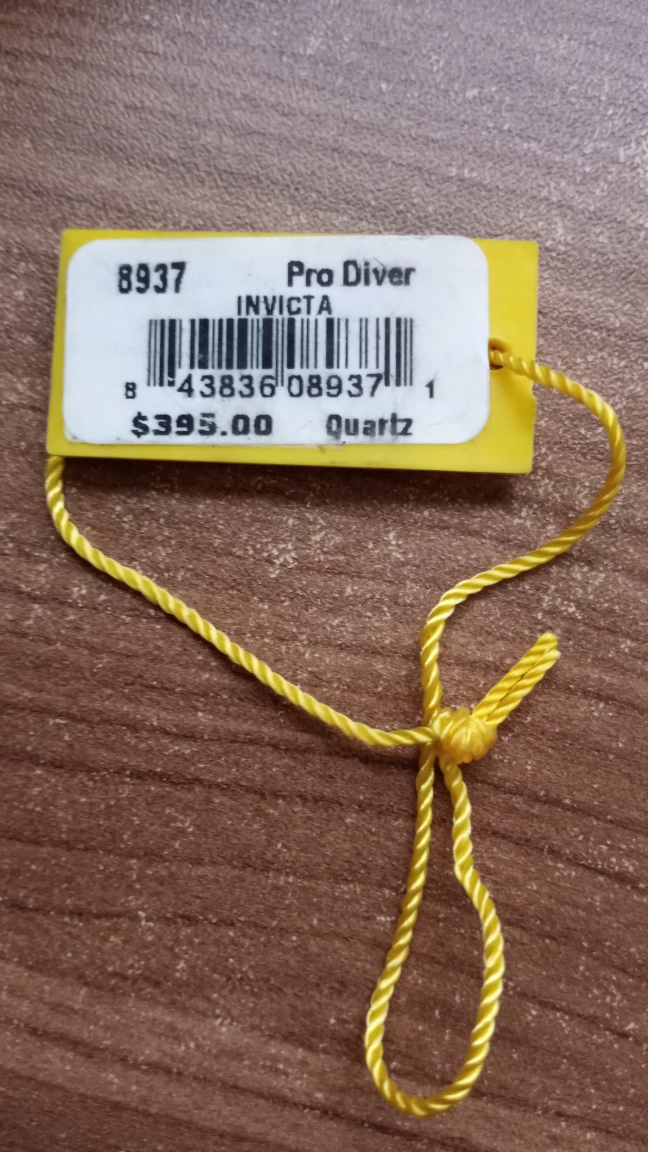 8937 Pro Diver
INVICTA
8 43836 08937 1
$395.00 Quartz